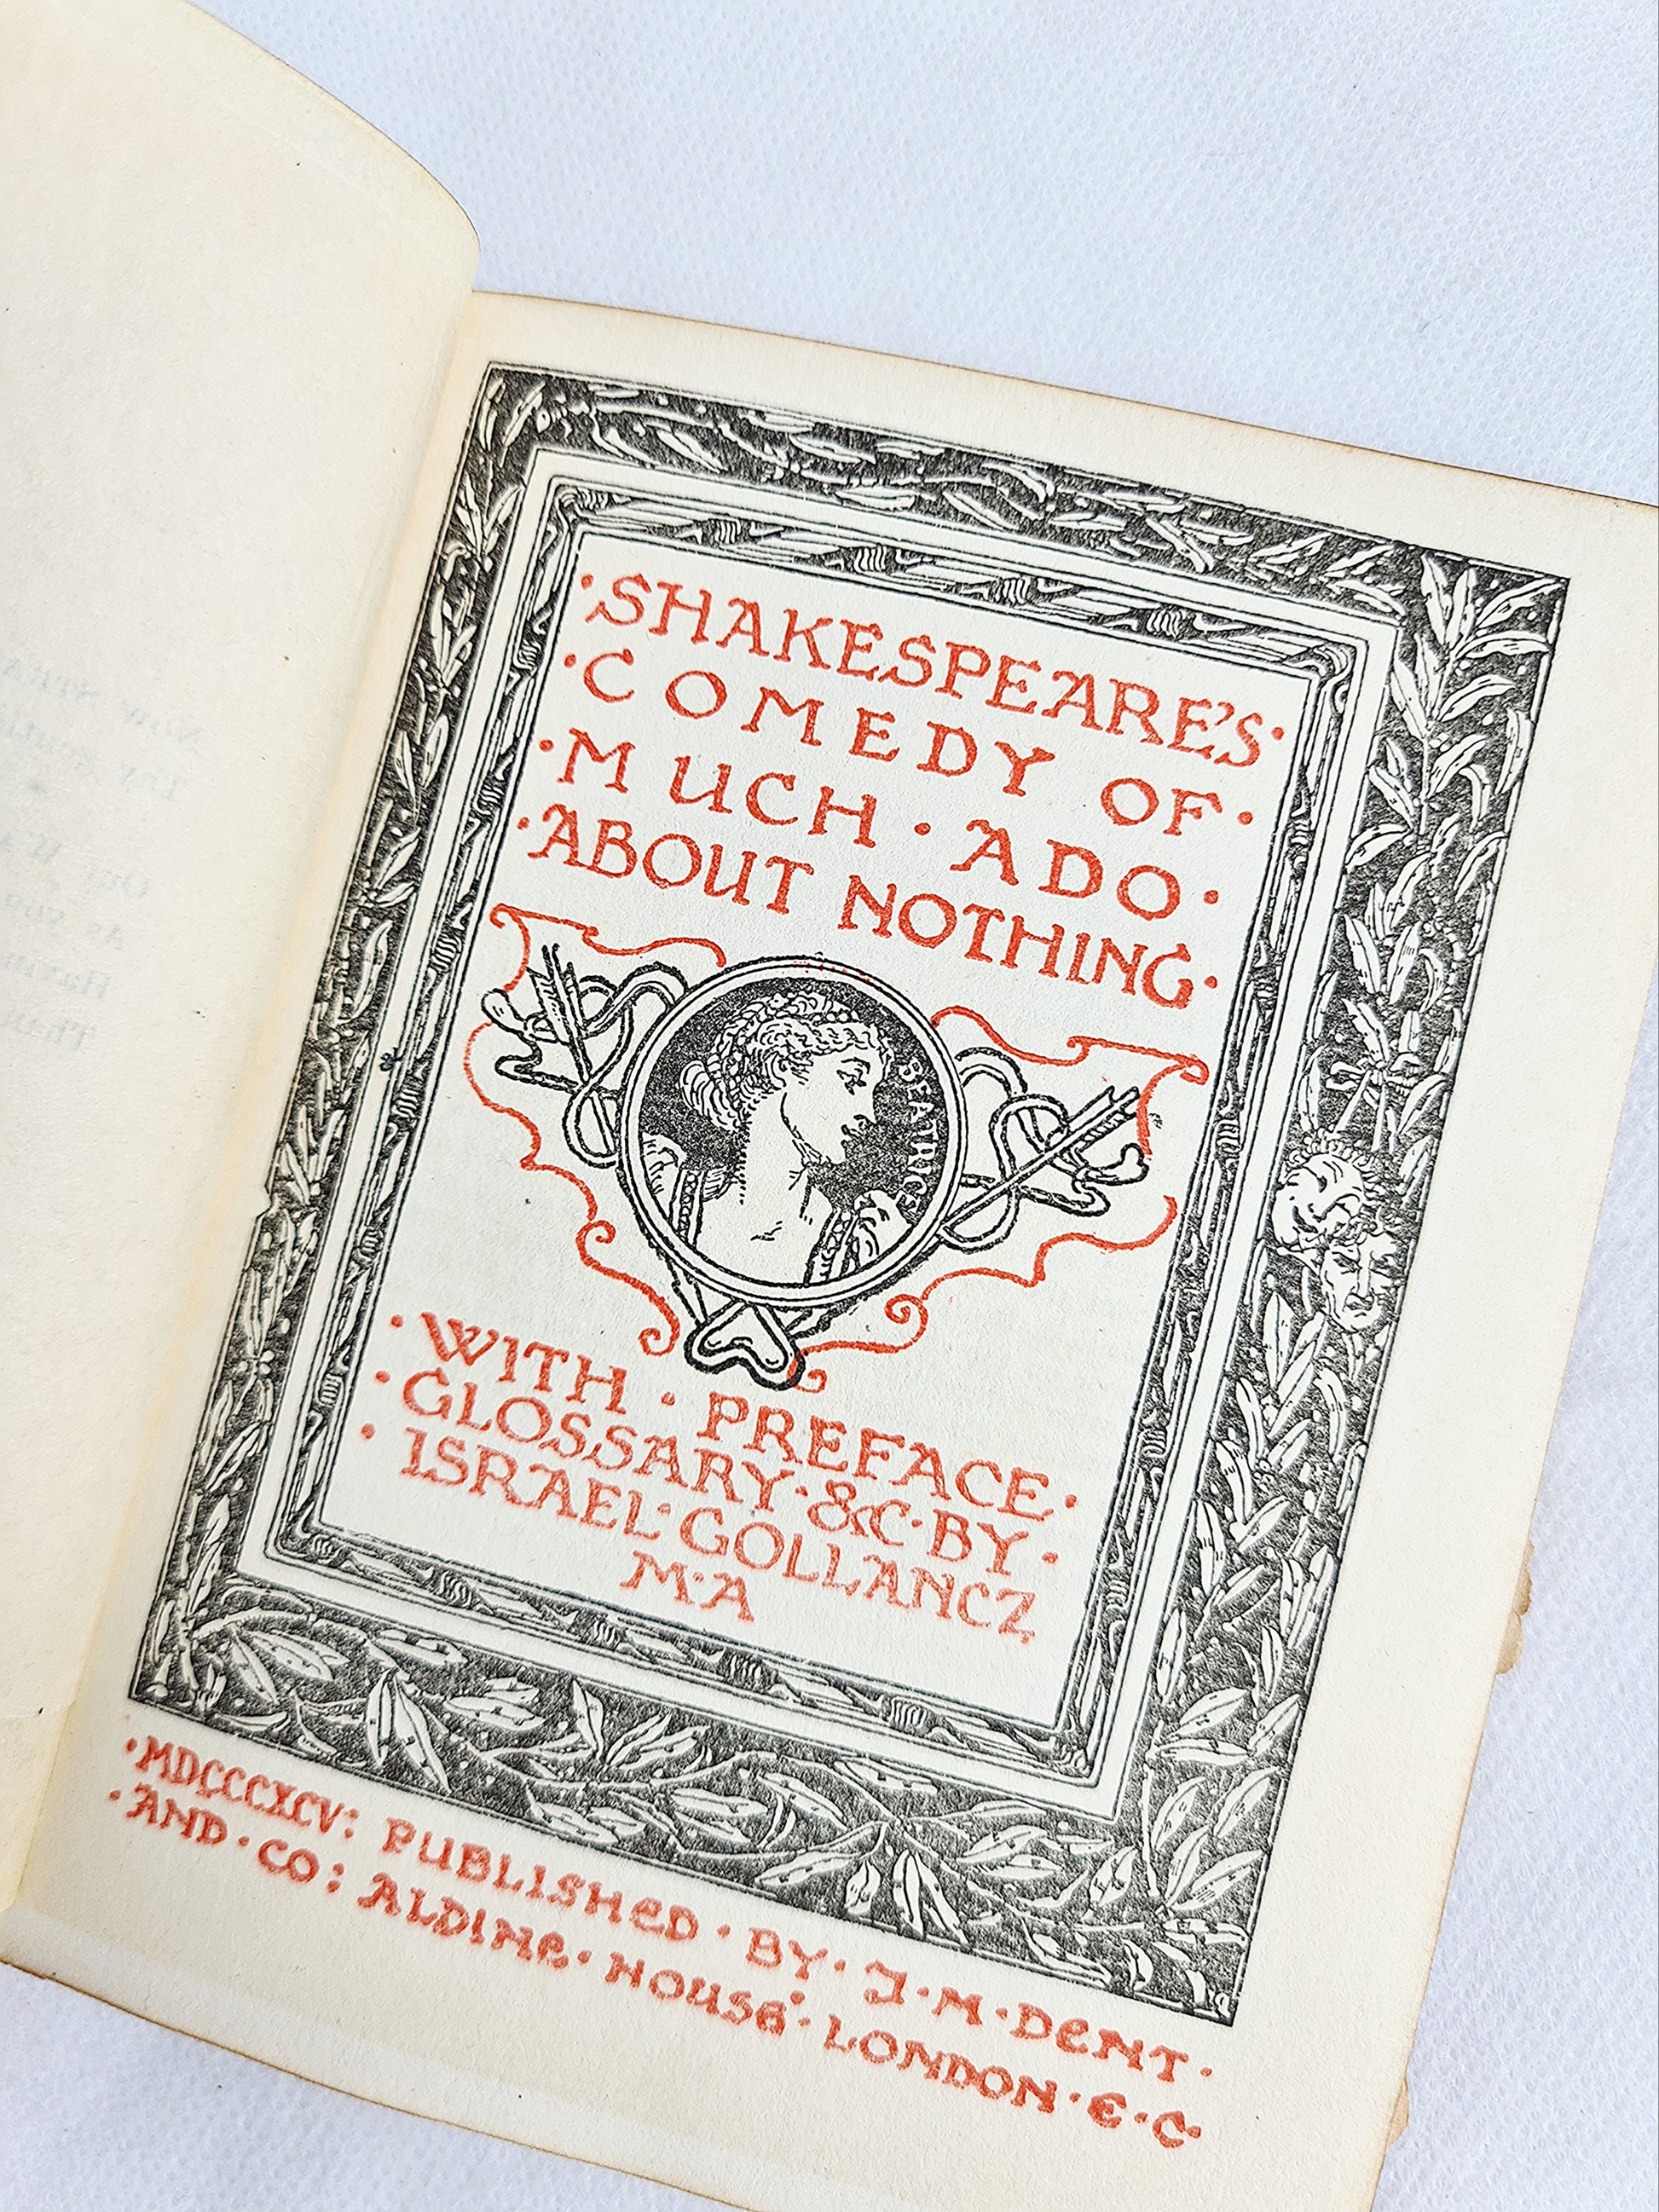 ·SHAKESPEARE'S·
·COMEDY OF·
·MUCH·ADO·
·ABOUT NOTHING·
BEATRICE
·WITH·PREFACE·
·GLOSSARY·&C·BY·
·ISRAEL·GOLLANCZ
M·A
·MDCCCXCV: PUBLISHED·BY·J·M·DENT·
·AND·CO: ALDINE·HOUSE·LONDON·E·C·